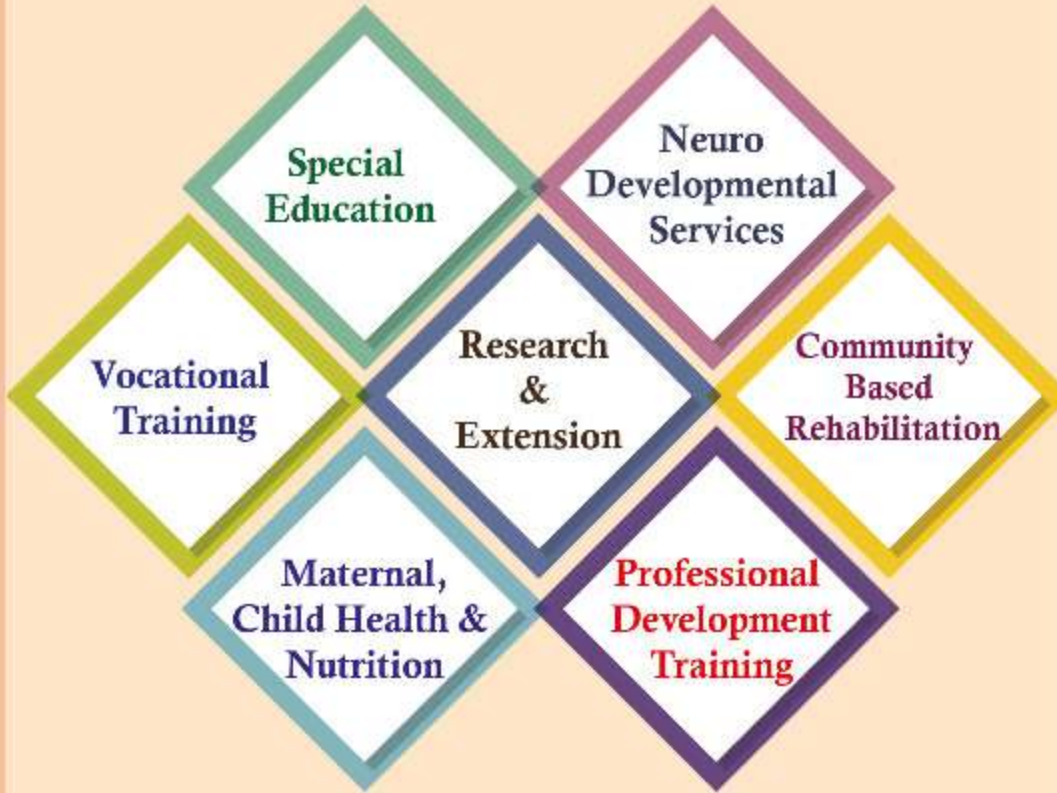 Special
Education
Neuro
Developmental
Services
Vocational
Training
Research
&
Extension
Community
Based
Rehabilitation
Maternal,
Child Health &
Nutrition
Professional
Development
Training